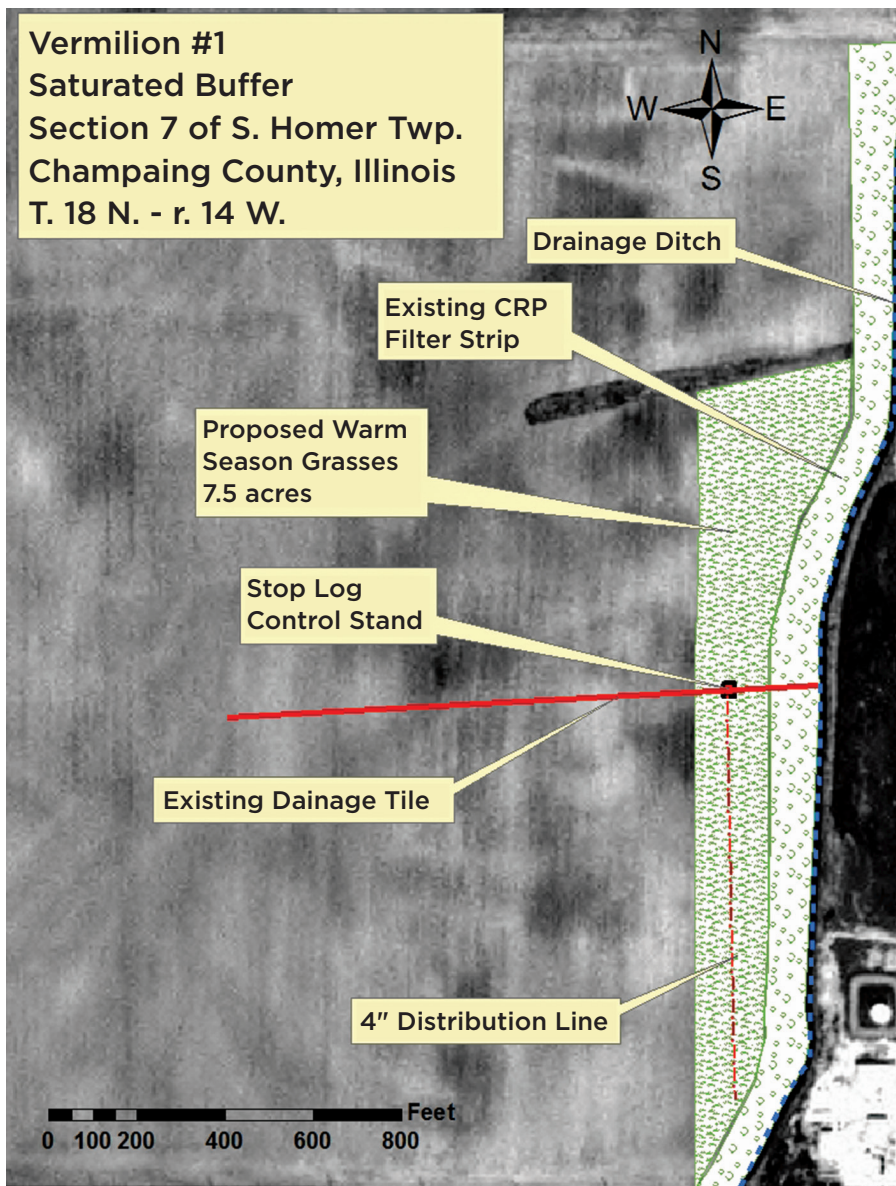 Vermilion #1
Saturated Buffer
Section 7 of S. Homer Twp.
Champaing County, Illinois
T. 18 N. - r. 14 W.
N
W E
S
Drainage Ditch
Existing CRP
Filter Strip
Proposed Warm
Season Grasses
7.5 acres
Stop Log
Control Stand
Existing Dainage Tile
4" Distribution Line
Feet
0 100 200 400 600 800